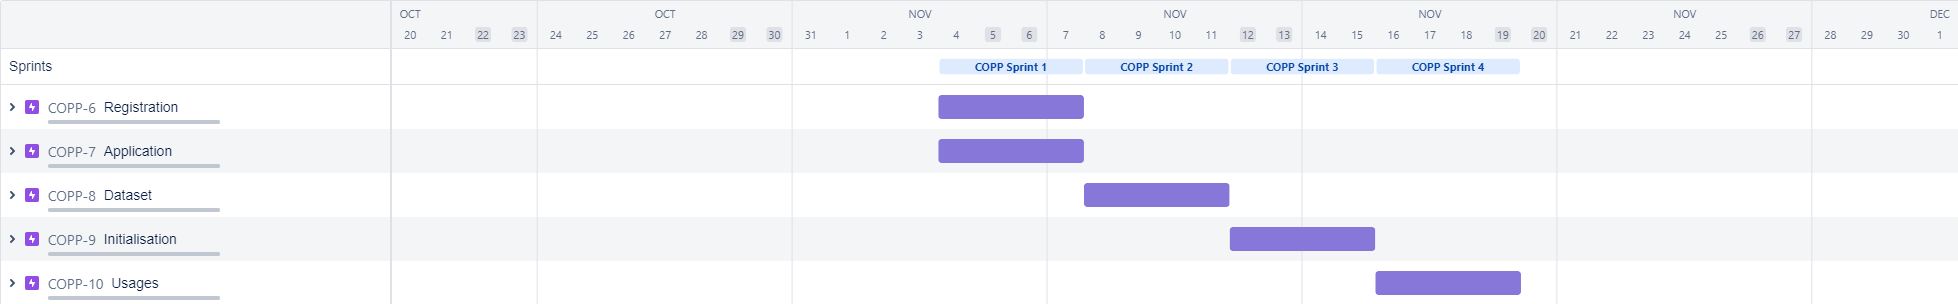 OCT OCT NOV NOV NOV NOV DEC
20 21 22 23 24 25 26 27 28 29 30 31 1 2 3 4 5 6 7 8 9 10 11 12 13 14 15 16 17 18 19 20 21 22 23 24 25 26 27 28 29 30 1
Sprints COPP Sprint 1 COPP Sprint 2 COPP Sprint 3 COPP Sprint 4
COPP-6 Registration
COPP-7 Application
COPP-8 Dataset
COPP-9 Initialisation
COPP-10 Usages